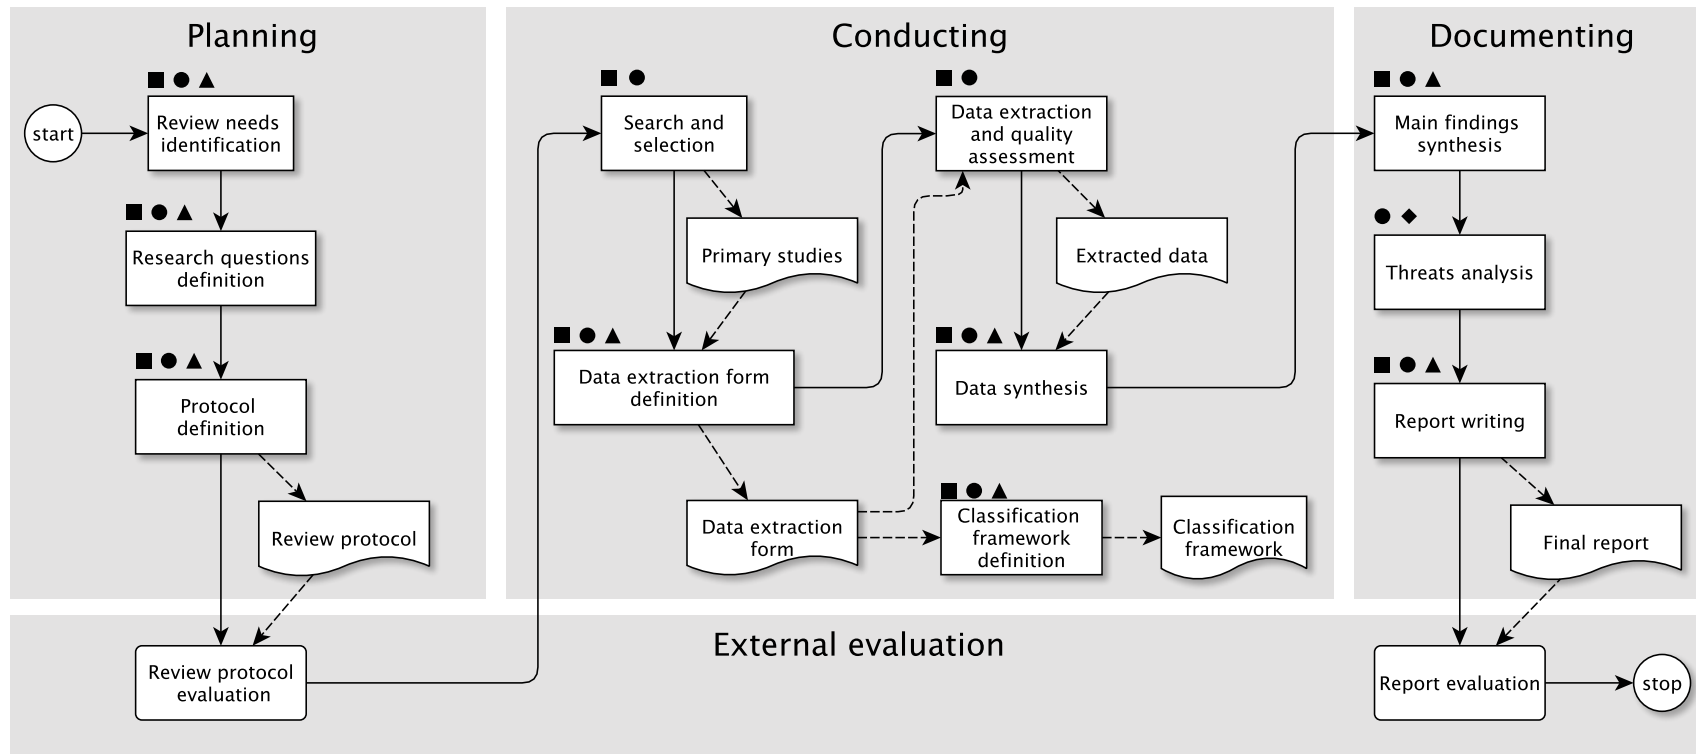 Planning
start
Review needs
identification
Research questions
definition
Protocol
definition
Review protocol
Conducting
Search and
selection
Primary studies
Data extraction form
definition
Data extraction
form
Data extraction
and quality
assessment
Extracted data
Data synthesis
Classification
framework
definition
Classification
framework
Documenting
Main findings
synthesis
Threats analysis
Report writing
Final report
External evaluation
Review protocol
evaluation
Report evaluation
stop